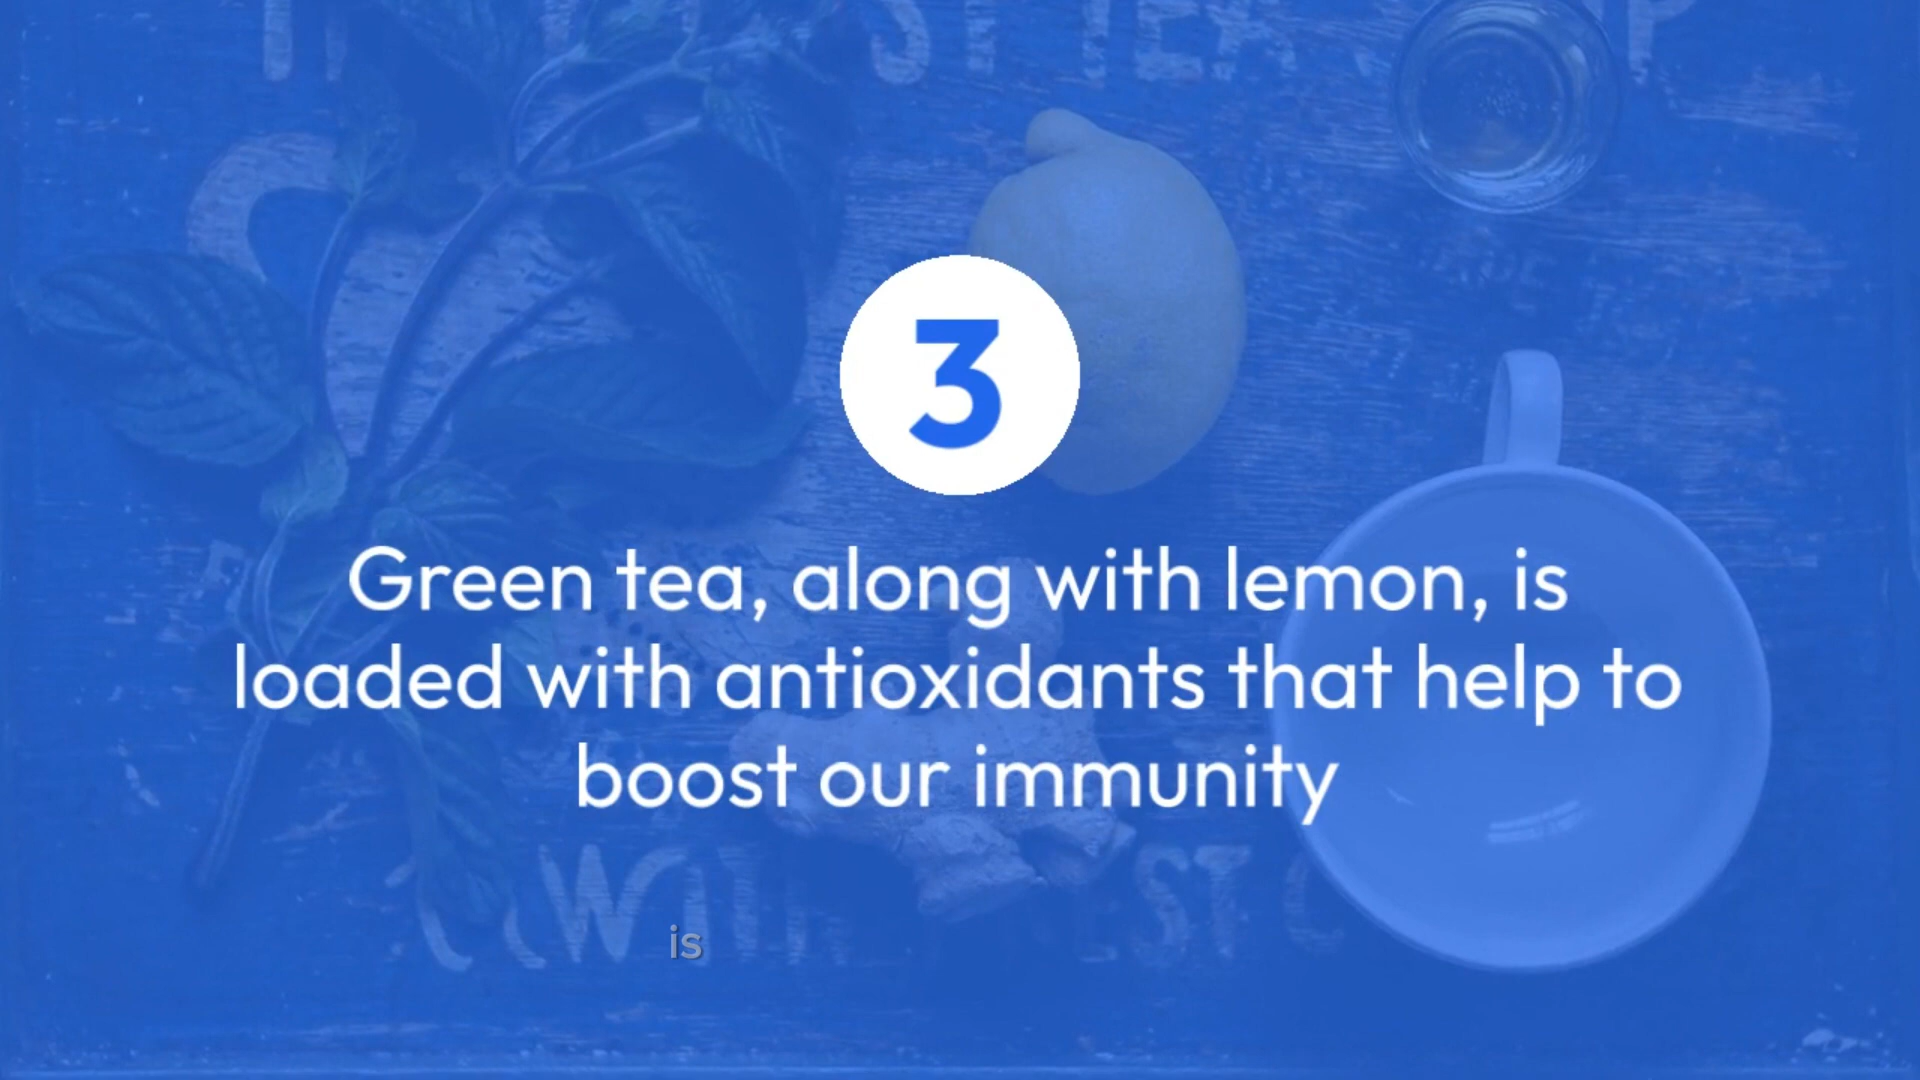 3
Green tea, along with lemon, is
loaded with antioxidants that help to
boost our immunity
is